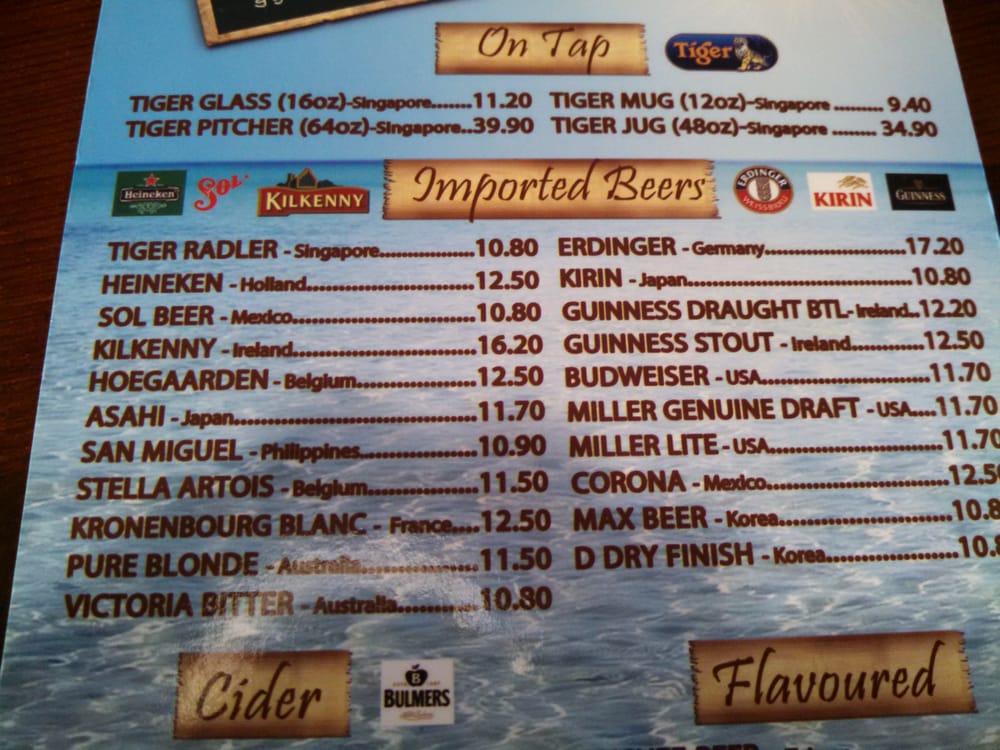 On Tap
Tiger
TIGER GLASS (16oz)-Singapore.......11.20
TIGER MUG (12oz)-Singapore ......... 9.40
TIGER PITCHER (64oz)-Singapore..39.90
TIGER JUG (48oz)-Singapore ........ 34.90
Heineken
SOL
KILKENNY
Imported Beers
ERDINGER
WEISSBRÄU
KIRIN
GUINNESS
TIGER RADLER - Singapore....................10.80
HEINEKEN - Holland....................12.50
SOL BEER - Mexico....................10.80
KILKENNY - Ireland....................16.20
HOEGAARDEN - Belgium....................12.50
ASAHI - Japan....................11.70
SAN MIGUEL - Philippines....................10.90
STELLA ARTOIS - Belgium....................11.50
KRONENBOURG BLANC - France....12.50
PURE BLONDE - Australia....................11.50
VICTORIA BITTER - Australia............10.80
ERDINGER - Germany....................17.20
KIRIN - Japan....................10.80
GUINNESS DRAUGHT BTL- Ireland..12.20
GUINNESS STOUT - Ireland............12.50
BUDWEISER - USA....................11.70
MILLER GENUINE DRAFT - USA....11.70
MILLER LITE - USA....................11.70
CORONA - Mexico....................12.5
MAX BEER - Korea....................10.8
D DRY FINISH - Korea....................10.
Cider
BULMERS
Flavoured